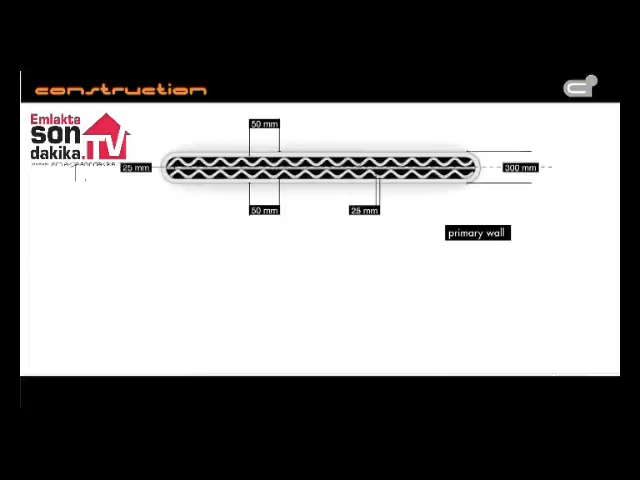 construction
Emlakta
son
dakika.TV
50 mm
25 mm
300 mm
50 mm
25 mm
primary wall